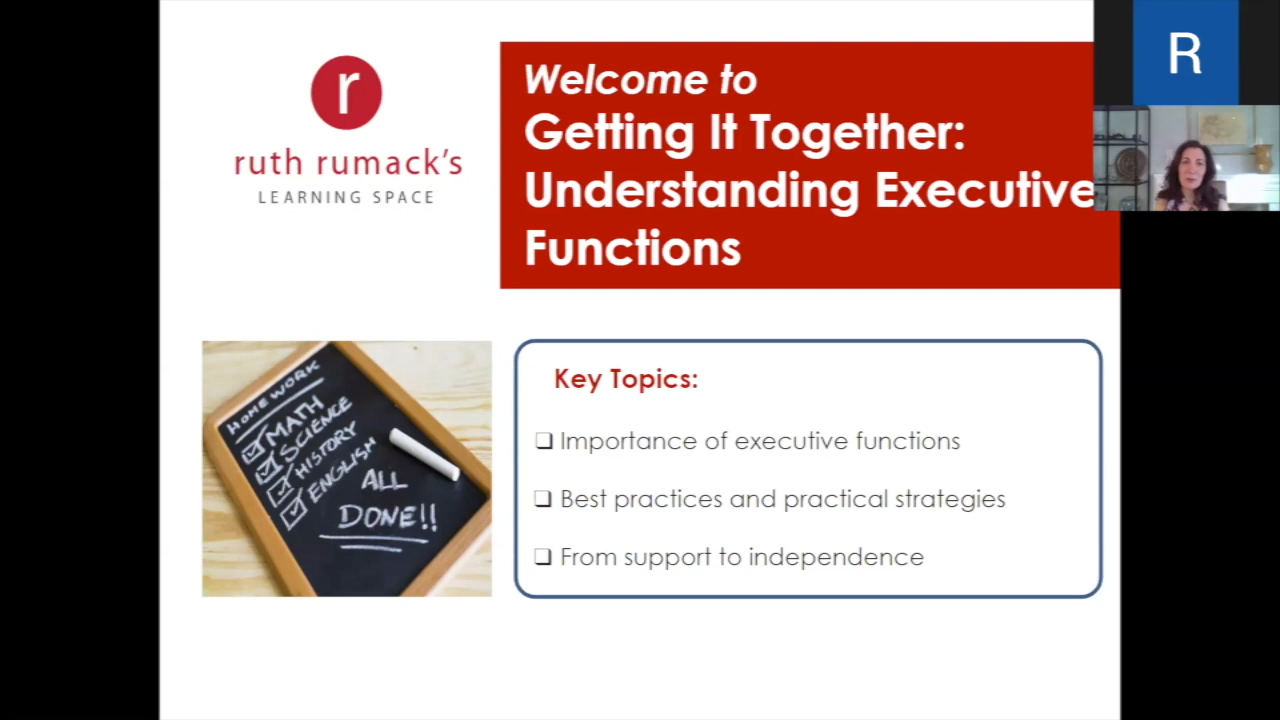 r
ruth rumack's
LEARNING SPACE
Welcome to
Getting It Together:
Understanding Executive
Functions
R
HOMEWORK
MATH
SCIENCE
HISTORY
ENGLISH
ALL
DONE!!
Key Topics:
❑ Importance of executive functions
❑ Best practices and practical strategies
❑ From support to independence